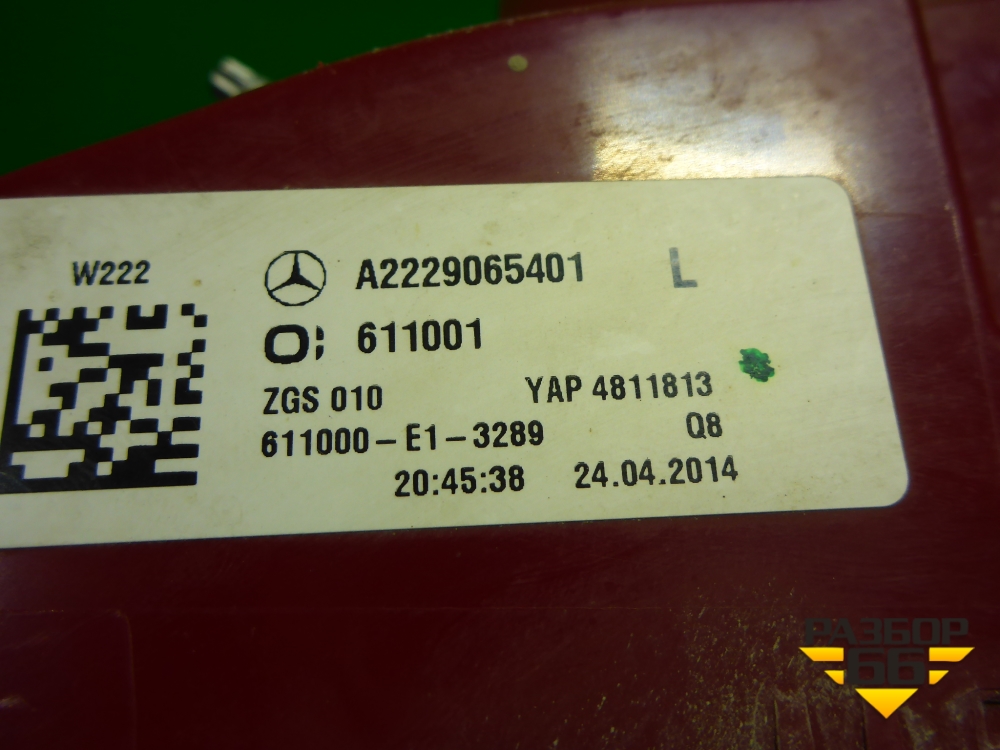 W222
A2229065401 L
611001
ZGS 010 YAP 4811813
611000-E1-3289 Q8
20:45:38 24.04.2014
РАЗБОР
66